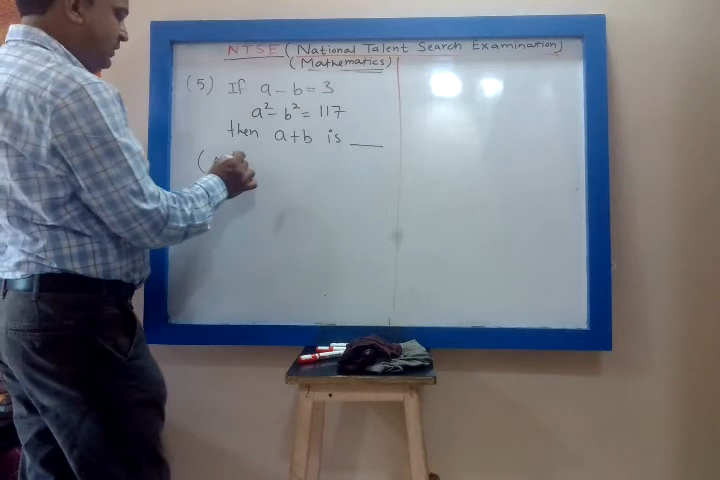 NTSE (National Talent Search Examination)
(Mathematics)
(5) If a - b = 3
a² - b² = 117
then a + b is ___
(